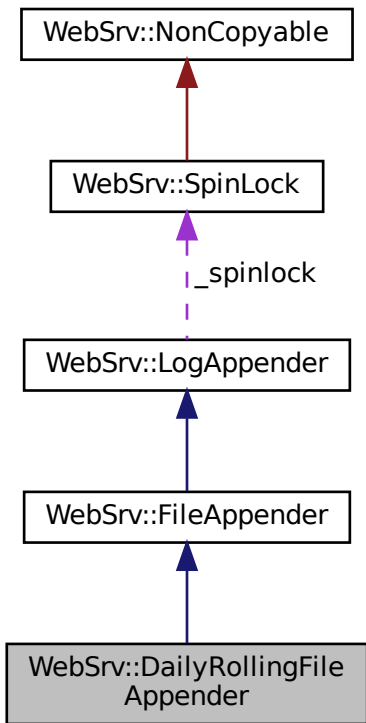 WebSrv::NonCopyable
WebSrv::SpinLock
_spinlock
WebSrv::LogAppender
WebSrv::FileAppender
WebSrv::DailyRollingFile
Appender